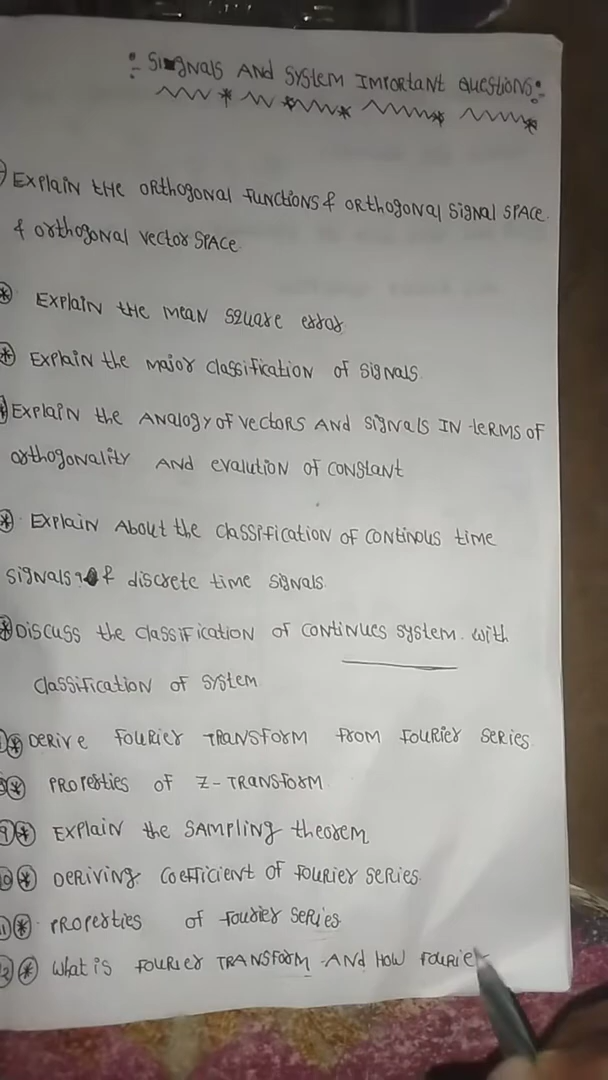 :- Signals AND System Important Questions:-
Explain the orthogonal functions & orthogonal signal space
& orthogonal vector space
Explain the mean square error
Explain the major classification of signals
Explain the Analogy of vectors AND signals IN terms of
orthogonality AND evalution of constant
Explain About the classification of continous time
signals & discrete time signals
Discuss the classification of continues system with
classification of system
Derive Fourier Transform from Fourier series
Properties of Z-Transform
9 Explain the sampling theorem
Deriving Coefficient of Fourier series
Properties of Fourier series
What is Fourier Transform AND How Fourier